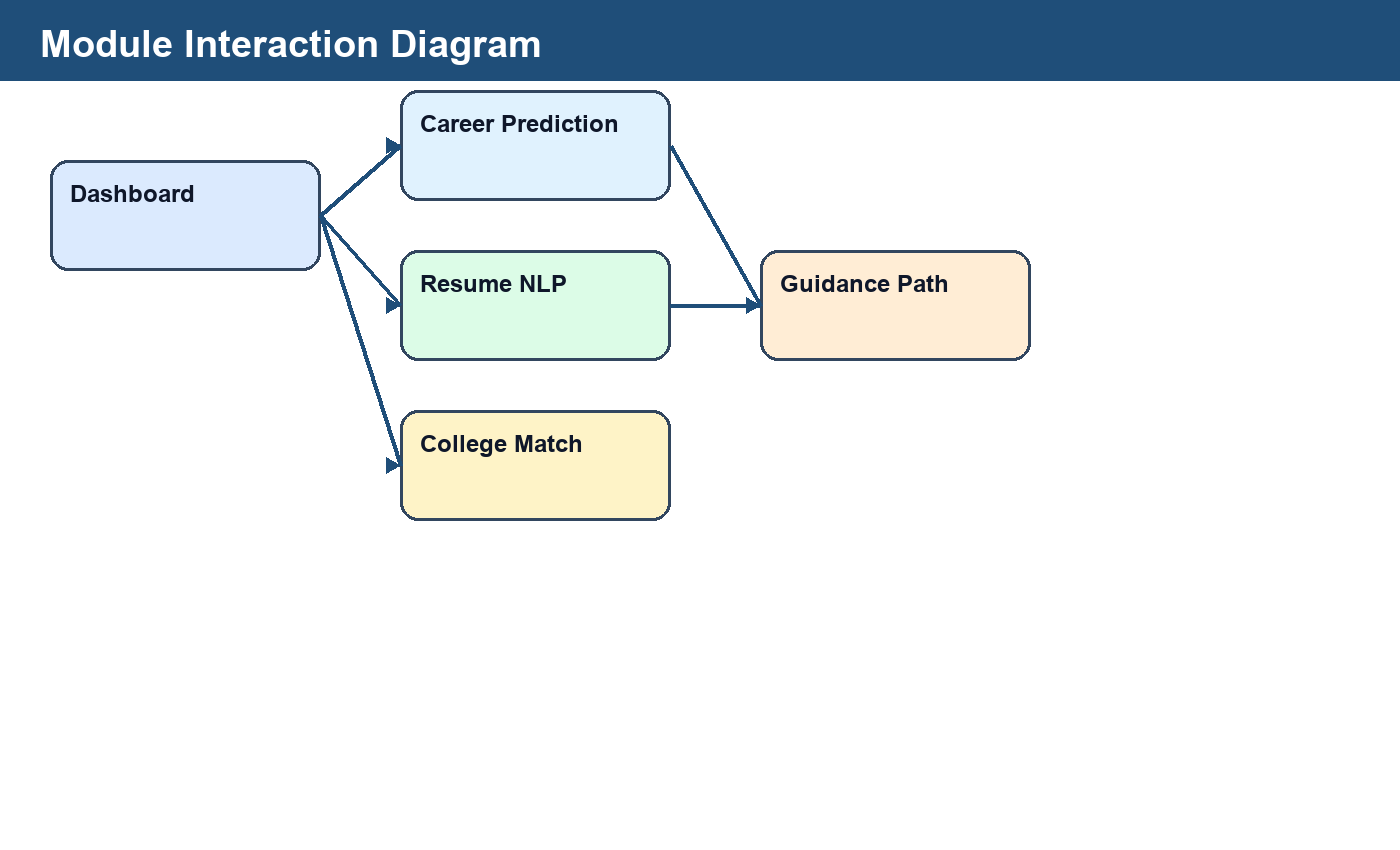 Module Interaction Diagram
Career Prediction
Dashboard
Resume NLP
Guidance Path
College Match